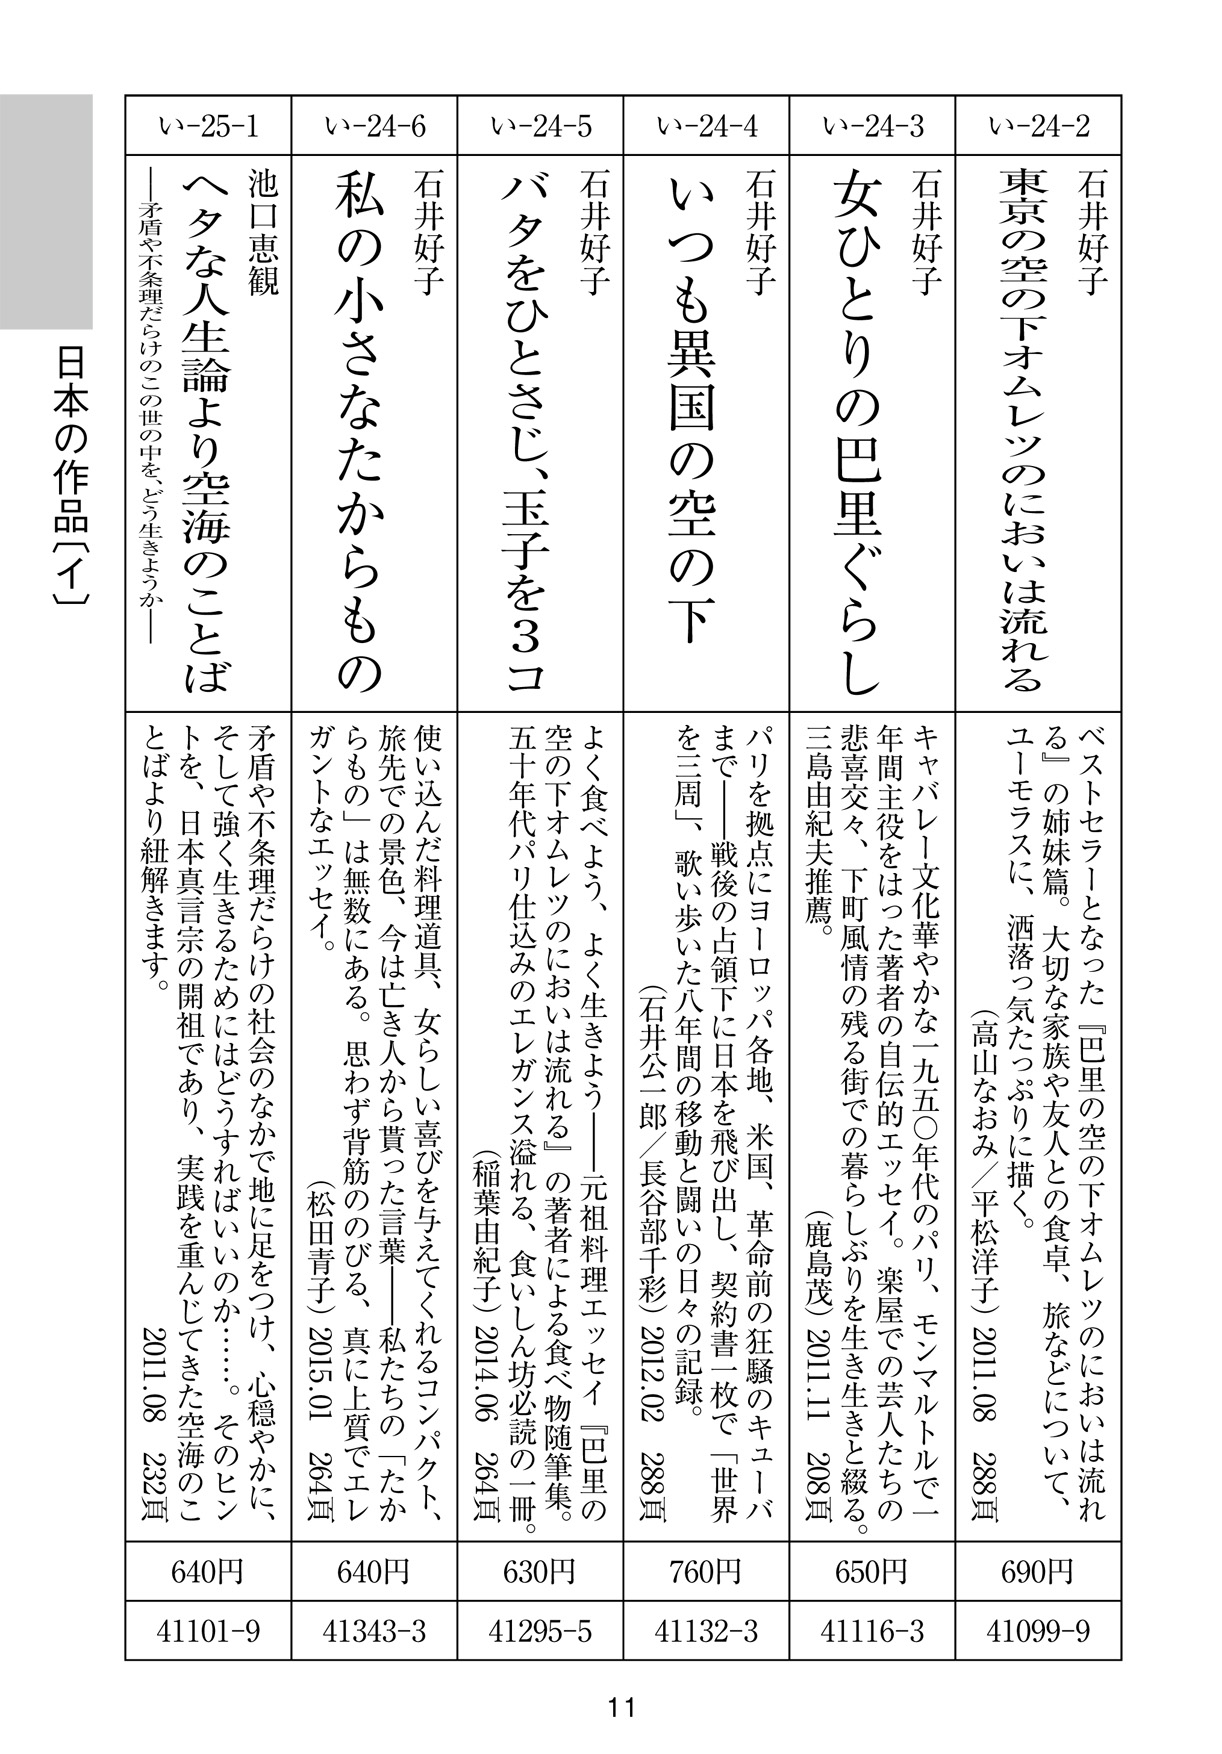 い-24-2
石井好子
東京の空の下オムレツのにおいは流れる
ベストセラーとなった『巴里の空の下オムレツのにおいは流れ
る』の姉妹篇。大切な家族や友人との食卓、旅などについて、
ユーモラスに、洒落っ気たっぷりに描く。
（高山なおみ／平松洋子）2011.08 288頁
690円
41099-9
い-24-3
石井好子
女ひとりの巴里ぐらし
キャバレー文化華やかな一九五〇年代のパリ、モンマルトルで一
年間主役をはった著者の自伝的エッセイ。楽屋での芸人たちの
悲喜交々、下町風情の残る街での暮らしぶりを生き生きと綴る。
三島由紀夫推薦。
（鹿島茂）2011.11 208頁
650円
41116-3
い-24-4
石井好子
いつも異国の空の下
パリを拠点にヨーロッパ各地、米国、革命前の狂騒のキューバ
まで――戦後の占領下に日本を飛び出し、契約書一枚で「世界
を三周」、歌い歩いた八年間の移動と闘いの日々の記録。
（石井公一郎／長谷部千彩）2012.02 288頁
760円
41132-3
い-24-5
石井好子
バタをひとさじ、玉子を３コ
よく食べよう、よく生きよう――元祖料理エッセイ『巴里の
空の下オムレツのにおいは流れる』の著者による食べ物随筆集。
五十年代パリ仕込みのエレガンス溢れる、食いしん坊必読の一冊。
（稲葉由紀子）2014.06 264頁
630円
41295-5
い-24-6
石井好子
私の小さなたからもの
使い込んだ料理道具、女らしい喜びを与えてくれるコンパクト、
旅先での景色、今は亡き人から貰った言葉――私たちの「たか
らもの」は無数にある。思わず背筋ののびる、真に上質でエレ
ガントなエッセイ。
（松田青子）2015.01 264頁
640円
41343-3
い-25-1
池口恵観
ヘタな人生論より空海のことば
――矛盾や不条理だらけのこの世の中を、どう生きようか――
矛盾や不条理だらけの社会のなかで地に足をつけ、心穏やかに、
そして強く生きるためにはどうすればいいのか……。そのヒン
トを、日本真言宗の開祖であり、実践を重んじてきた空海のこ
とばより紐解きます。
2011.08 232頁
640円
41101-9
日本の作品〔イ〕
11